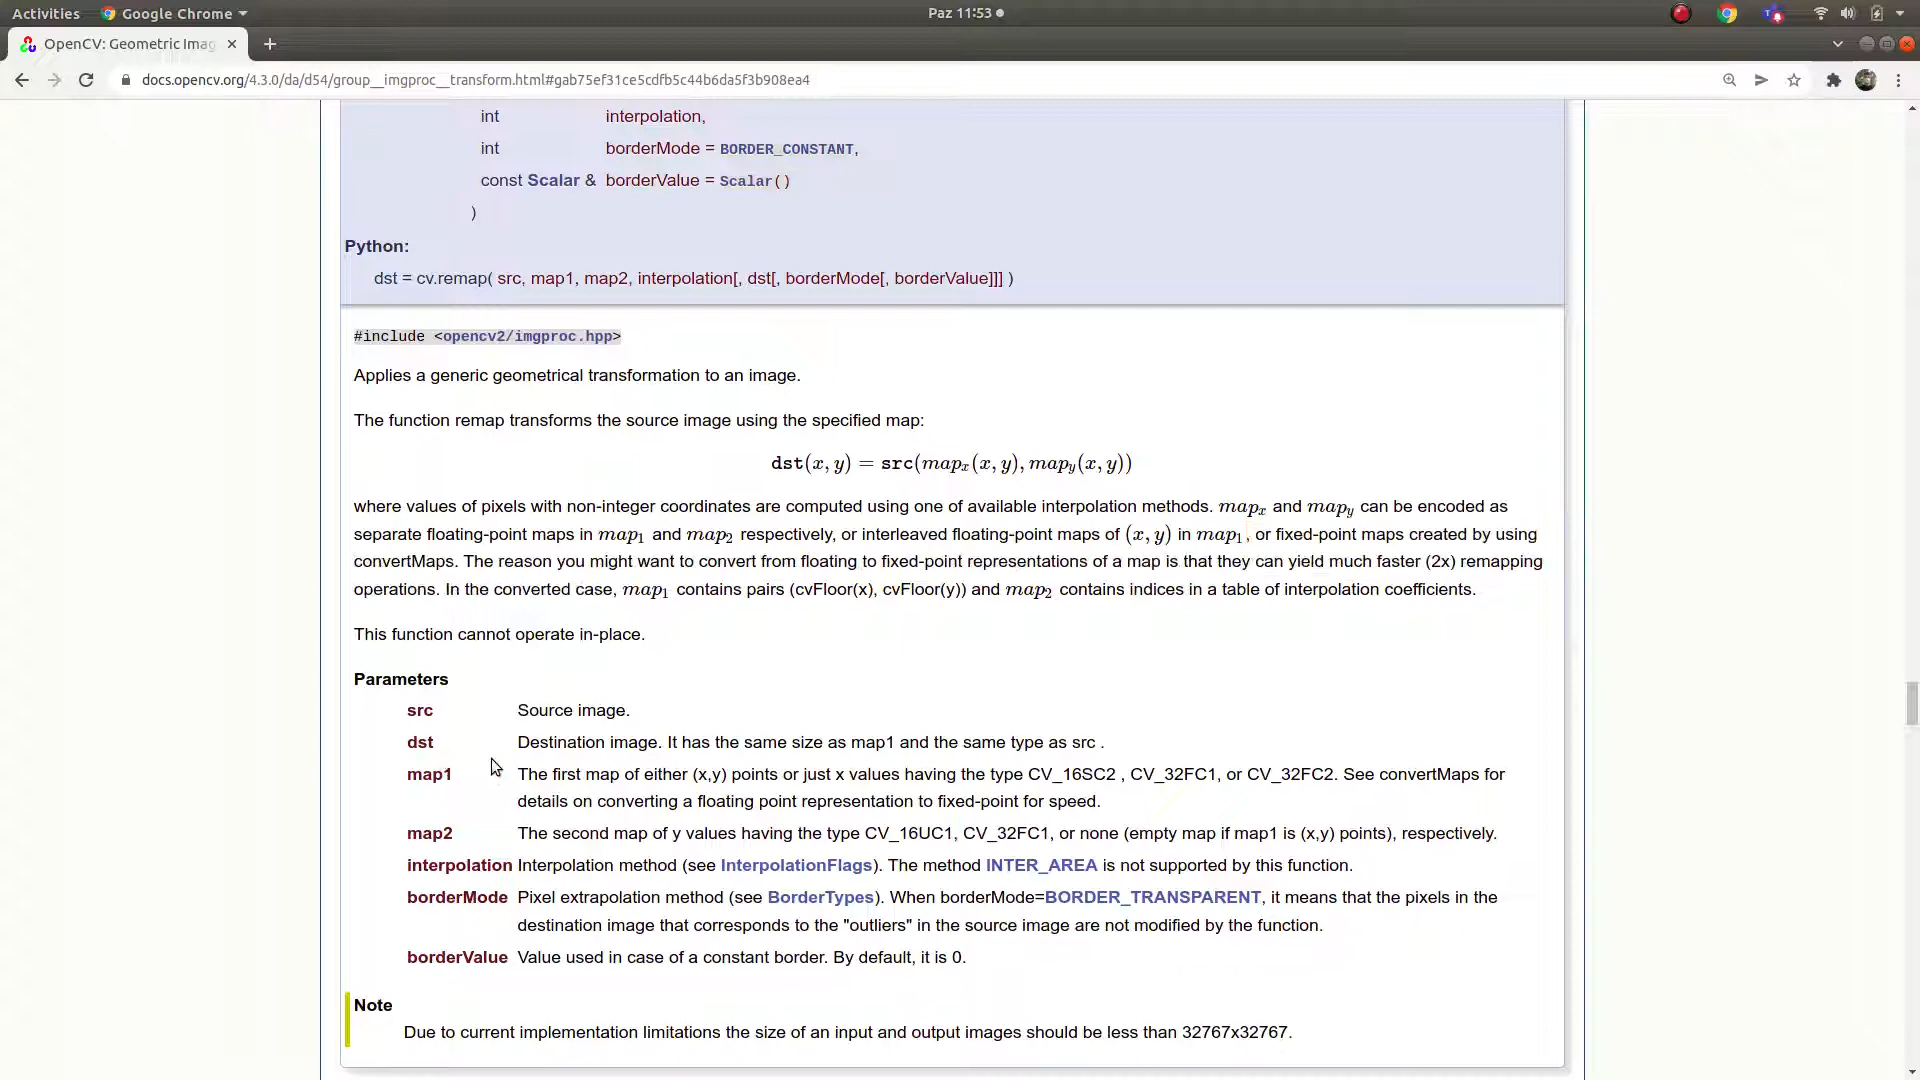 Activities Google Chrome Paz 11:53
OpenCV: Geometric Imag
docs.opencv.org/4.3.0/da/d54/group__imgproc__transform.html#gab75ef31ce5cdfb5c44b6da5f3b908ea4
int interpolation,
int borderMode = BORDER_CONSTANT,
const Scalar & borderValue = Scalar()
)
Python:
dst = cv.remap( src, map1, map2, interpolation[, dst[, borderMode[, borderValue]]] )
#include <opencv2/imgproc.hpp>
Applies a generic geometrical transformation to an image.
The function remap transforms the source image using the specified map:
dst(x, y) = src(mapₓ(x, y), mapᵧ(x, y))
where values of pixels with non-integer coordinates are computed using one of available interpolation methods. mapₓ and mapᵧ can be encoded as
separate floating-point maps in map₁ and map₂ respectively, or interleaved floating-point maps of (x, y) in map₁, or fixed-point maps created by using
convertMaps. The reason you might want to convert from floating to fixed-point representations of a map is that they can yield much faster (2x) remapping
operations. In the converted case, map₁ contains pairs (cvFloor(x), cvFloor(y)) and map₂ contains indices in a table of interpolation coefficients.
This function cannot operate in-place.
Parameters
src Source image.
dst Destination image. It has the same size as map1 and the same type as src .
map1 The first map of either (x,y) points or just x values having the type CV_16SC2 , CV_32FC1, or CV_32FC2. See convertMaps for
details on converting a floating point representation to fixed-point for speed.
map2 The second map of y values having the type CV_16UC1, CV_32FC1, or none (empty map if map1 is (x,y) points), respectively.
interpolation Interpolation method (see InterpolationFlags). The method INTER_AREA is not supported by this function.
borderMode Pixel extrapolation method (see BorderTypes). When borderMode=BORDER_TRANSPARENT, it means that the pixels in the
destination image that corresponds to the "outliers" in the source image are not modified by the function.
borderValue Value used in case of a constant border. By default, it is 0.
Note
Due to current implementation limitations the size of an input and output images should be less than 32767x32767.